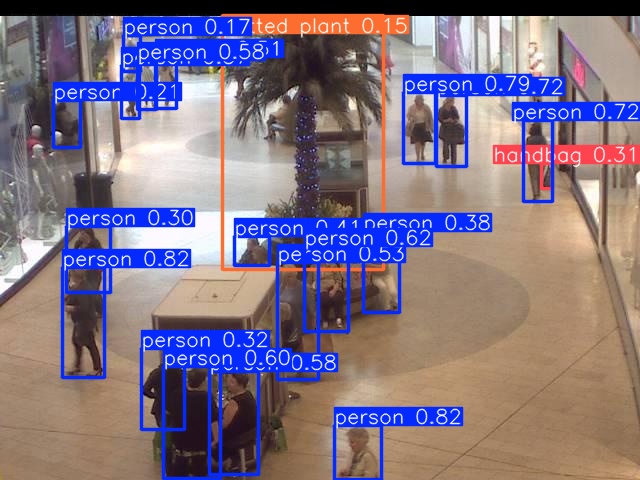 person 0.17
tted plant 0.15
person 0.58
person 0.21
person 0.79
0.72
person 0.72
handbag 0.31
person 0.30
person 0.41
person 0.38
person 0.62
person 0.82
person 0.53
person 0.32
person 0.60
0.58
person 0.82